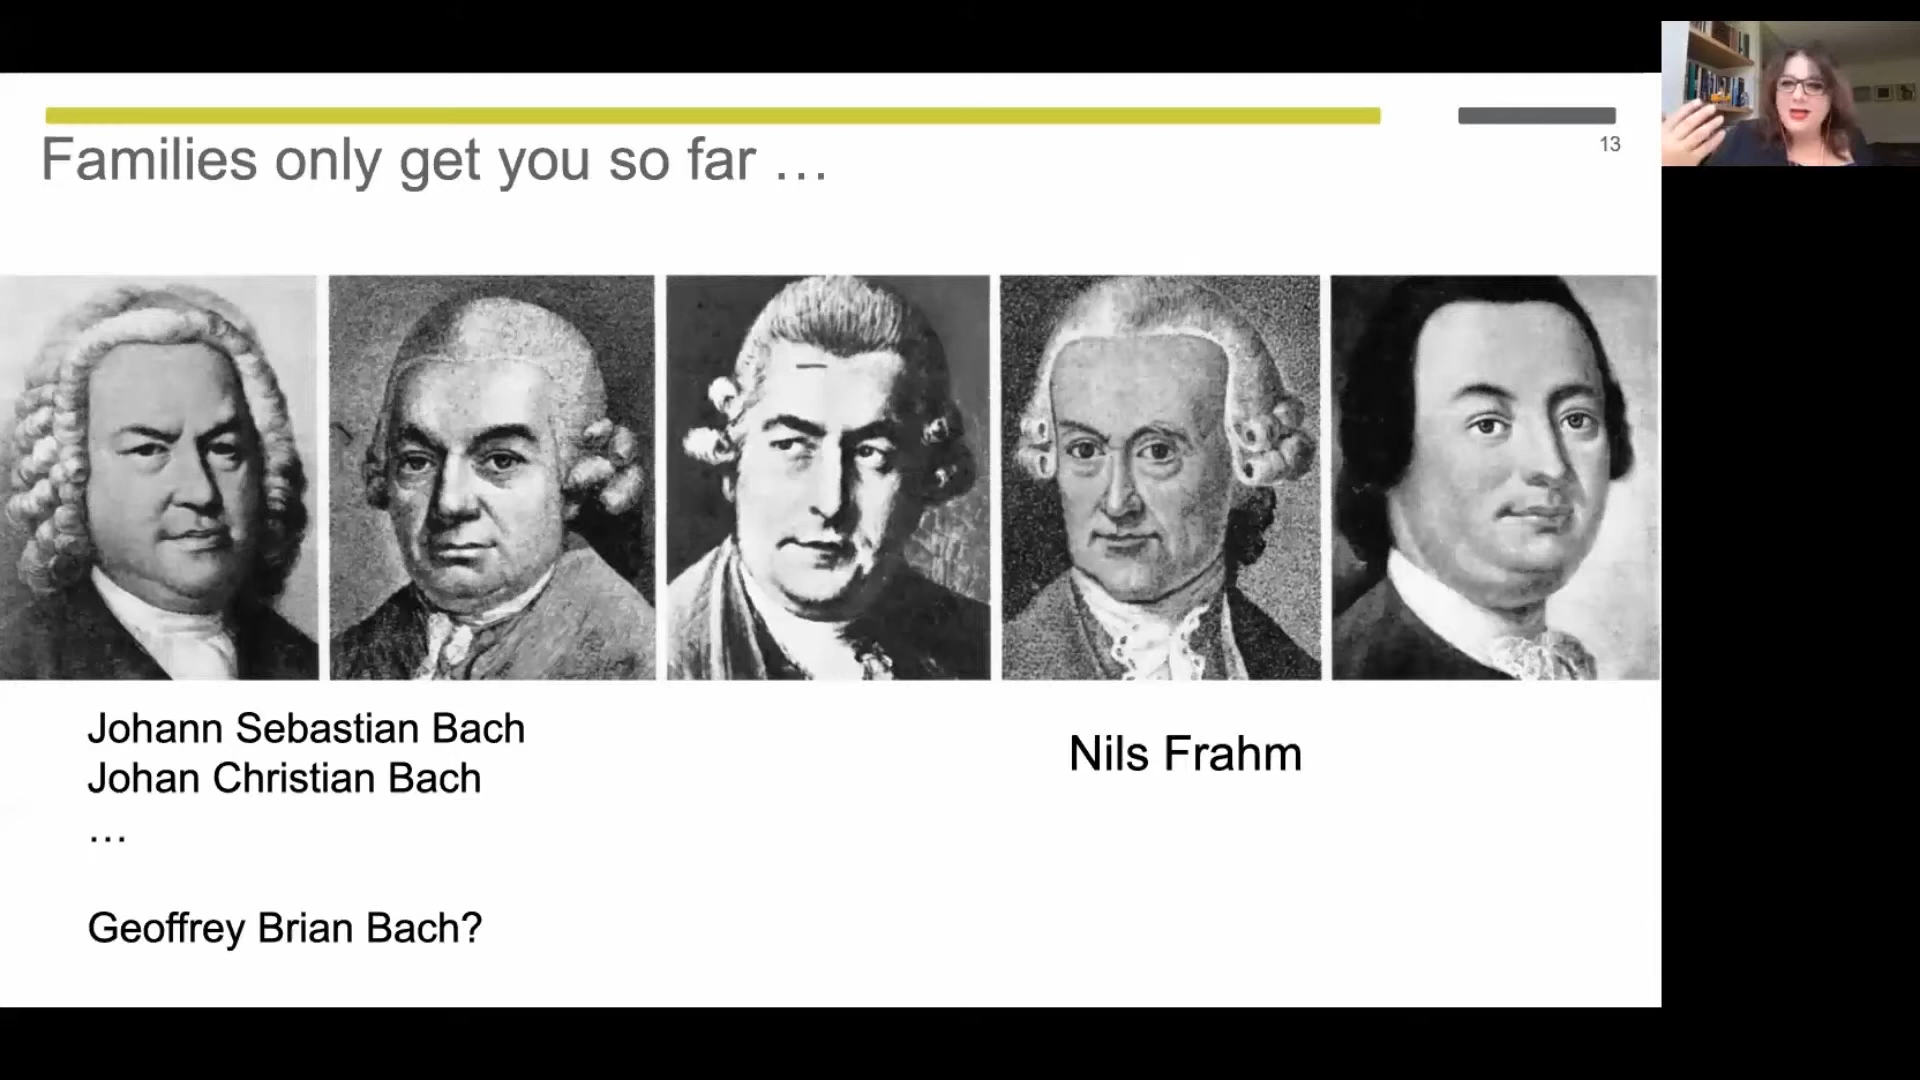 13
Families only get you so far …
Johann Sebastian Bach
Johan Christian Bach
…
Geoffrey Brian Bach?
Nils Frahm